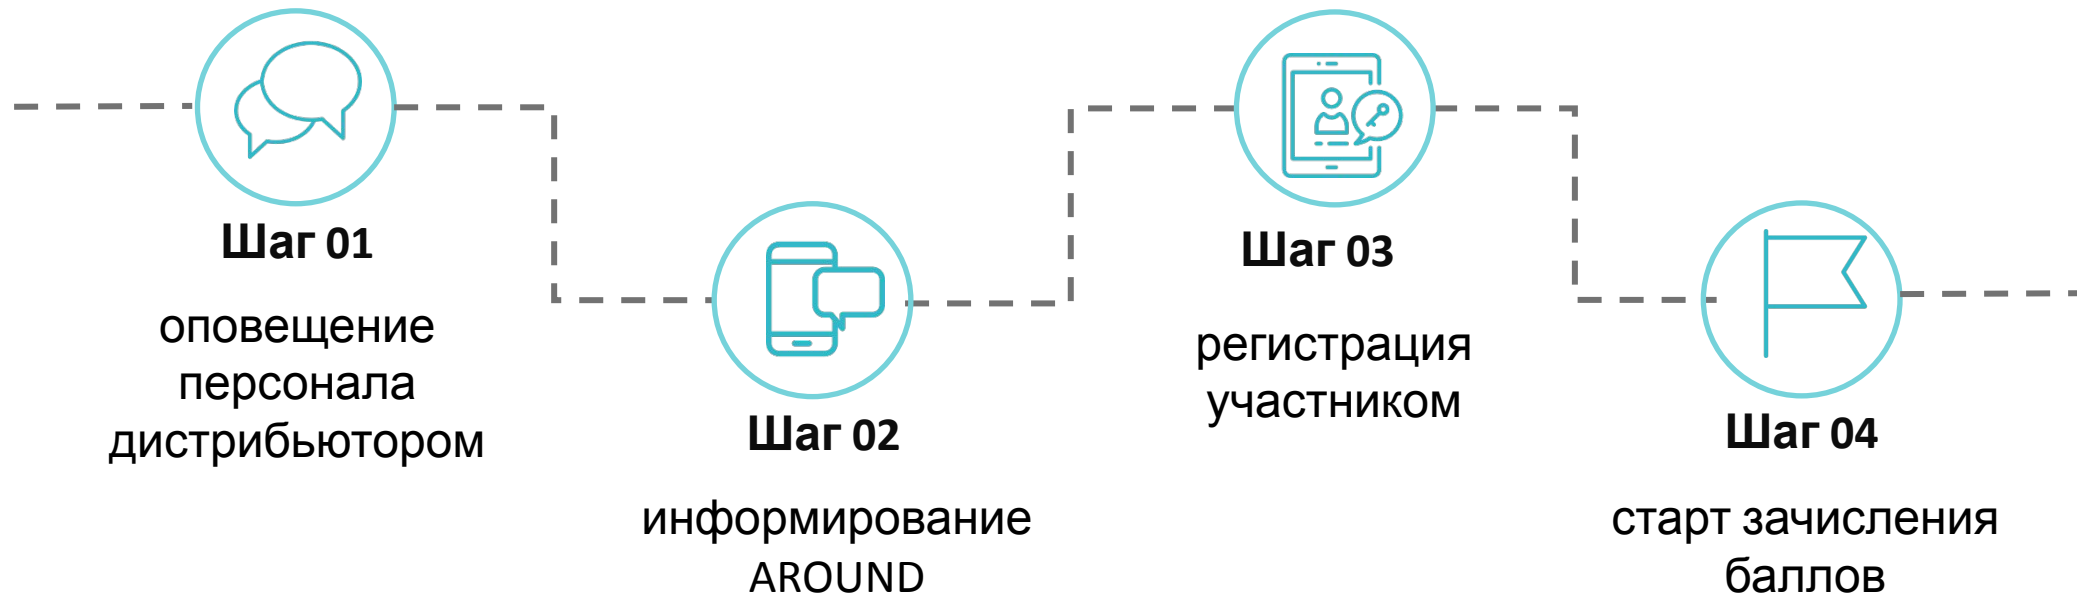 Шаг 01
оповещение
персонала
дистрибьютором
Шаг 02
информирование
AROUND
Шаг 03
регистрация
участником
Шаг 04
старт зачисления
баллов